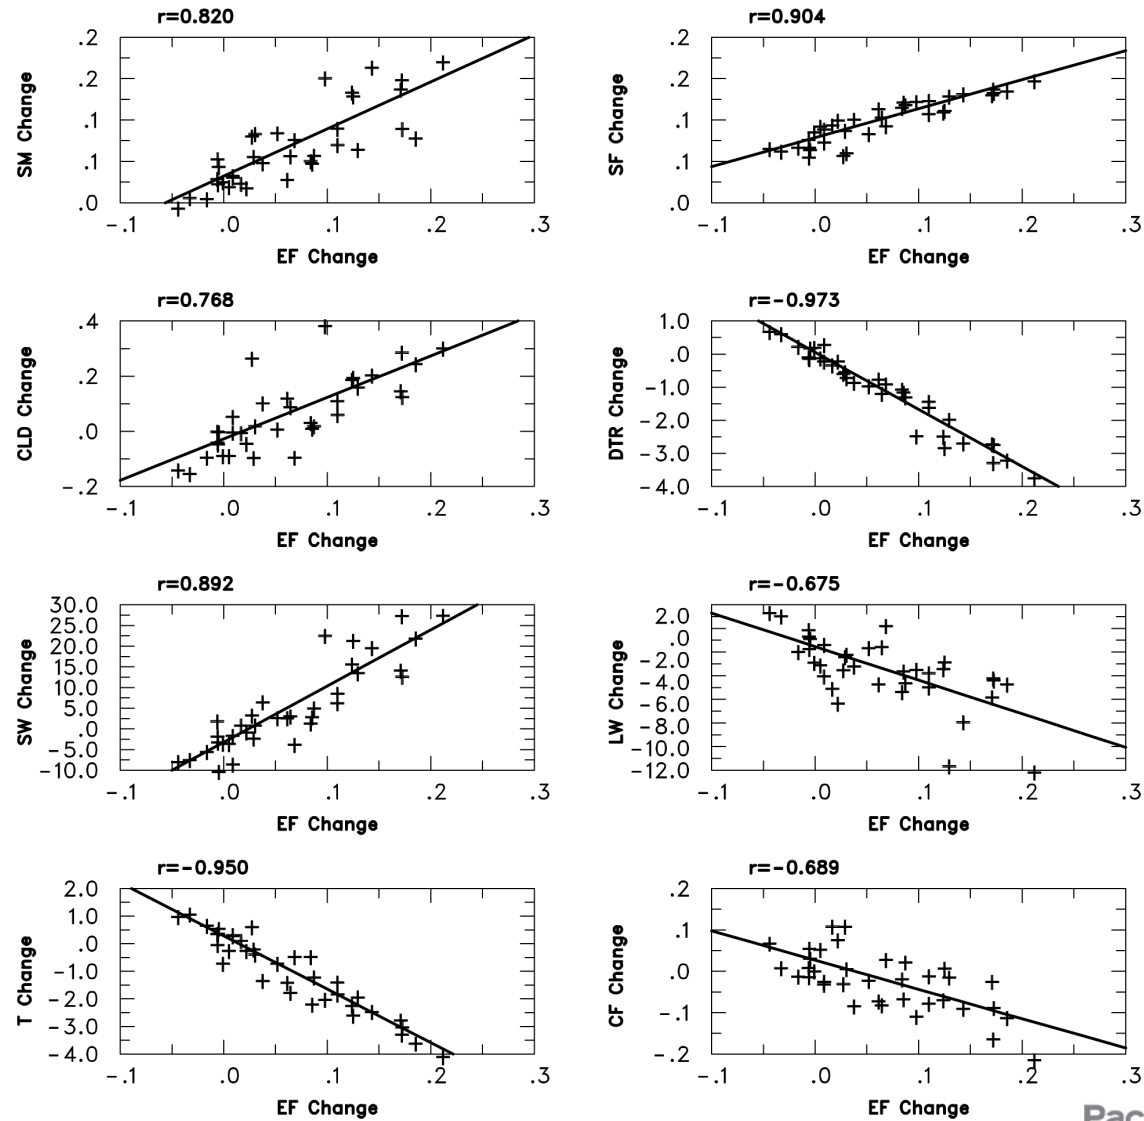 r=0.820
.2
.2
.1
.1
.0
SM Change
-.1 .0 .1 .2 .3
EF Change
r=0.904
.2
.2
.1
.1
.0
SF Change
-.1 .0 .1 .2 .3
EF Change
r=0.768
.4
.2
.0
-.2
CLD Change
-.1 .0 .1 .2 .3
EF Change
r=-0.973
1.0
.0
-1.0
-2.0
-3.0
-4.0
DTR Change
-.1 .0 .1 .2 .3
EF Change
r=0.892
30.0
25.0
20.0
15.0
10.0
5.0
.0
-5.0
-10.0
SW Change
-.1 .0 .1 .2 .3
EF Change
r=-0.675
2.0
.0
-2.0
-4.0
-6.0
-8.0
-10.0
-12.0
LW Change
-.1 .0 .1 .2 .3
EF Change
r=-0.950
2.0
1.0
.0
-1.0
-2.0
-3.0
-4.0
T Change
-.1 .0 .1 .2 .3
EF Change
r=-0.689
.2
.1
.0
-.1
-.2
CF Change
-.1 .0 .1 .2 .3
EF Change
Pac